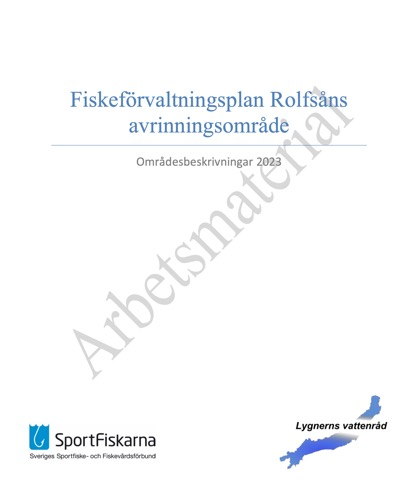 Fiskeförvaltningsplan Rolfsåns
avrinningsområde
Områdesbeskrivningar 2023
Arbetsmaterial
SportFiskarna
Sveriges Sportfiske- och Fiskevårdsförbund
Lygnerns vattenråd